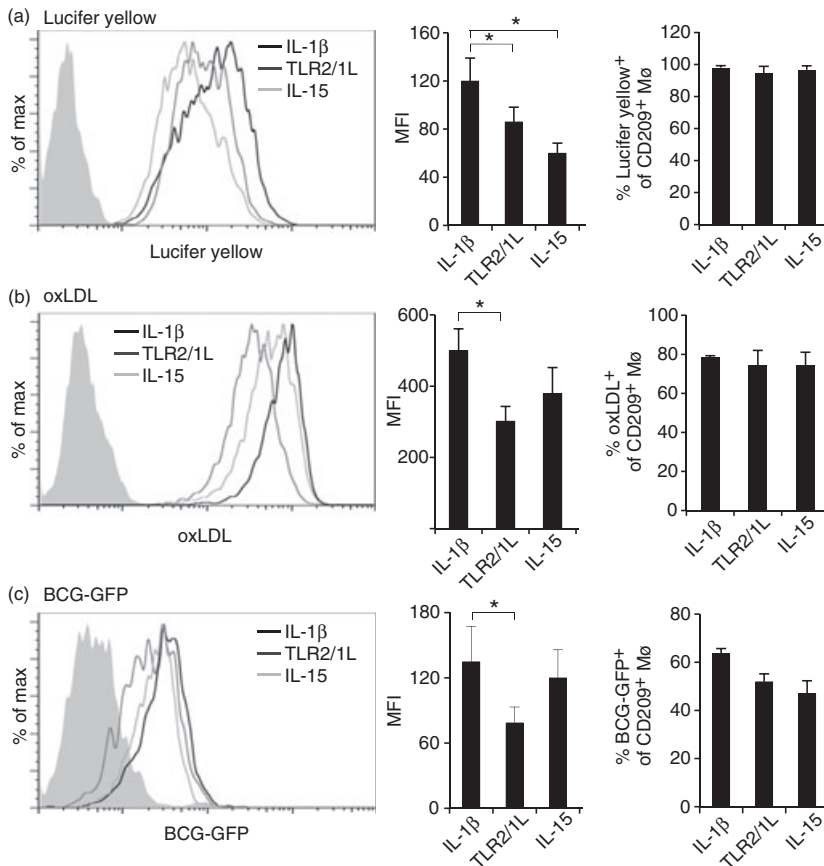 (a) Lucifer yellow
% of max
IL-1β
TLR2/1L
IL-15
Lucifer yellow
MFI
160
120
80
40
0
*
*
IL-1β
TLR2/1L
IL-15
% Lucifer yellow+
of CD209+ Mø
120
100
80
60
40
20
0
IL-1β
TLR2/1L
IL-15
(b) oxLDL
% of max
IL-1β
TLR2/1L
IL-15
oxLDL
MFI
600
400
200
*
IL-1β
TLR2/1L
IL-15
% oxLDL+
of CD209+ Mø
100
80
60
40
20
0
IL-1β
TLR2/1L
IL-15
(c) BCG-GFP
% of max
IL-1β
TLR2/1L
IL-15
BCG-GFP
MFI
180
120
60
0
*
IL-1β
TLR2/1L
IL-15
% BCG-GFP+
of CD209+ Mø
80
60
40
20
0
IL-1β
TLR2/1L
IL-15